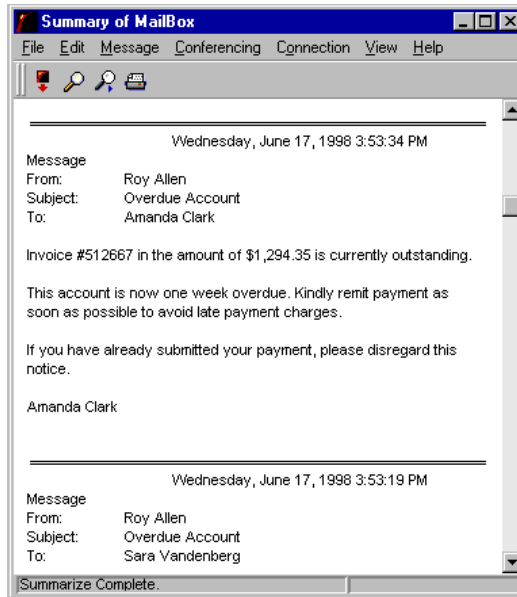 Summary of MailBox
File Edit Message Conferencing Connection View Help
Wednesday, June 17, 1998 3:53:34 PM
Message
From: Roy Allen
Subject: Overdue Account
To: Amanda Clark
Invoice #512667 in the amount of $1,294.35 is currently outstanding.
This account is now one week overdue. Kindly remit payment as
soon as possible to avoid late payment charges.
If you have already submitted your payment, please disregard this
notice.
Amanda Clark
Wednesday, June 17, 1998 3:53:19 PM
Message
From: Roy Allen
Subject: Overdue Account
To: Sara Vandenberg
Summarize Complete.